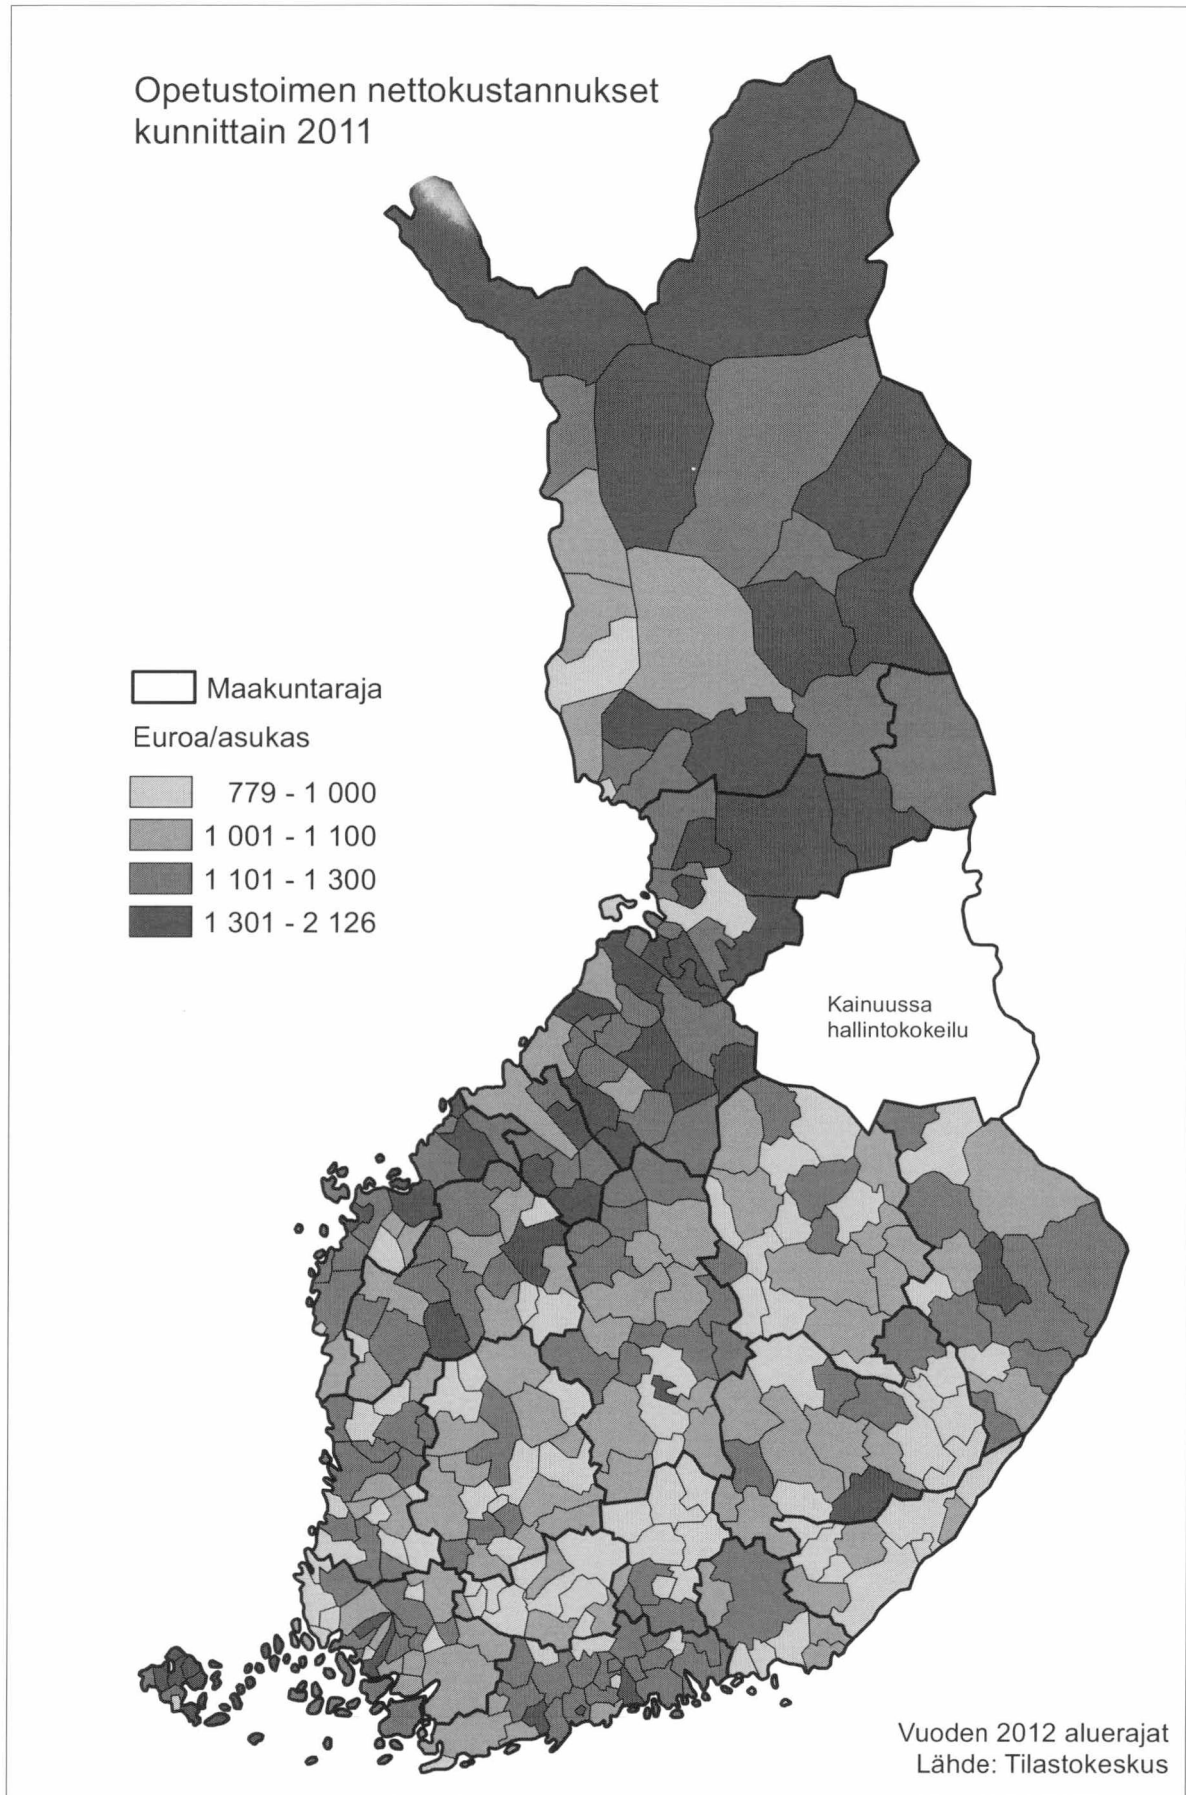 Opetustoimen nettokustannukset
kunnittain 2011
Maakuntaraja
Euroa/asukas
779 - 1 000
1 001 - 1 100
1 101 - 1 300
1 301 - 2 126
Kainuussa
hallintokokeilu
Vuoden 2012 aluerajat
Lähde: Tilastokeskus